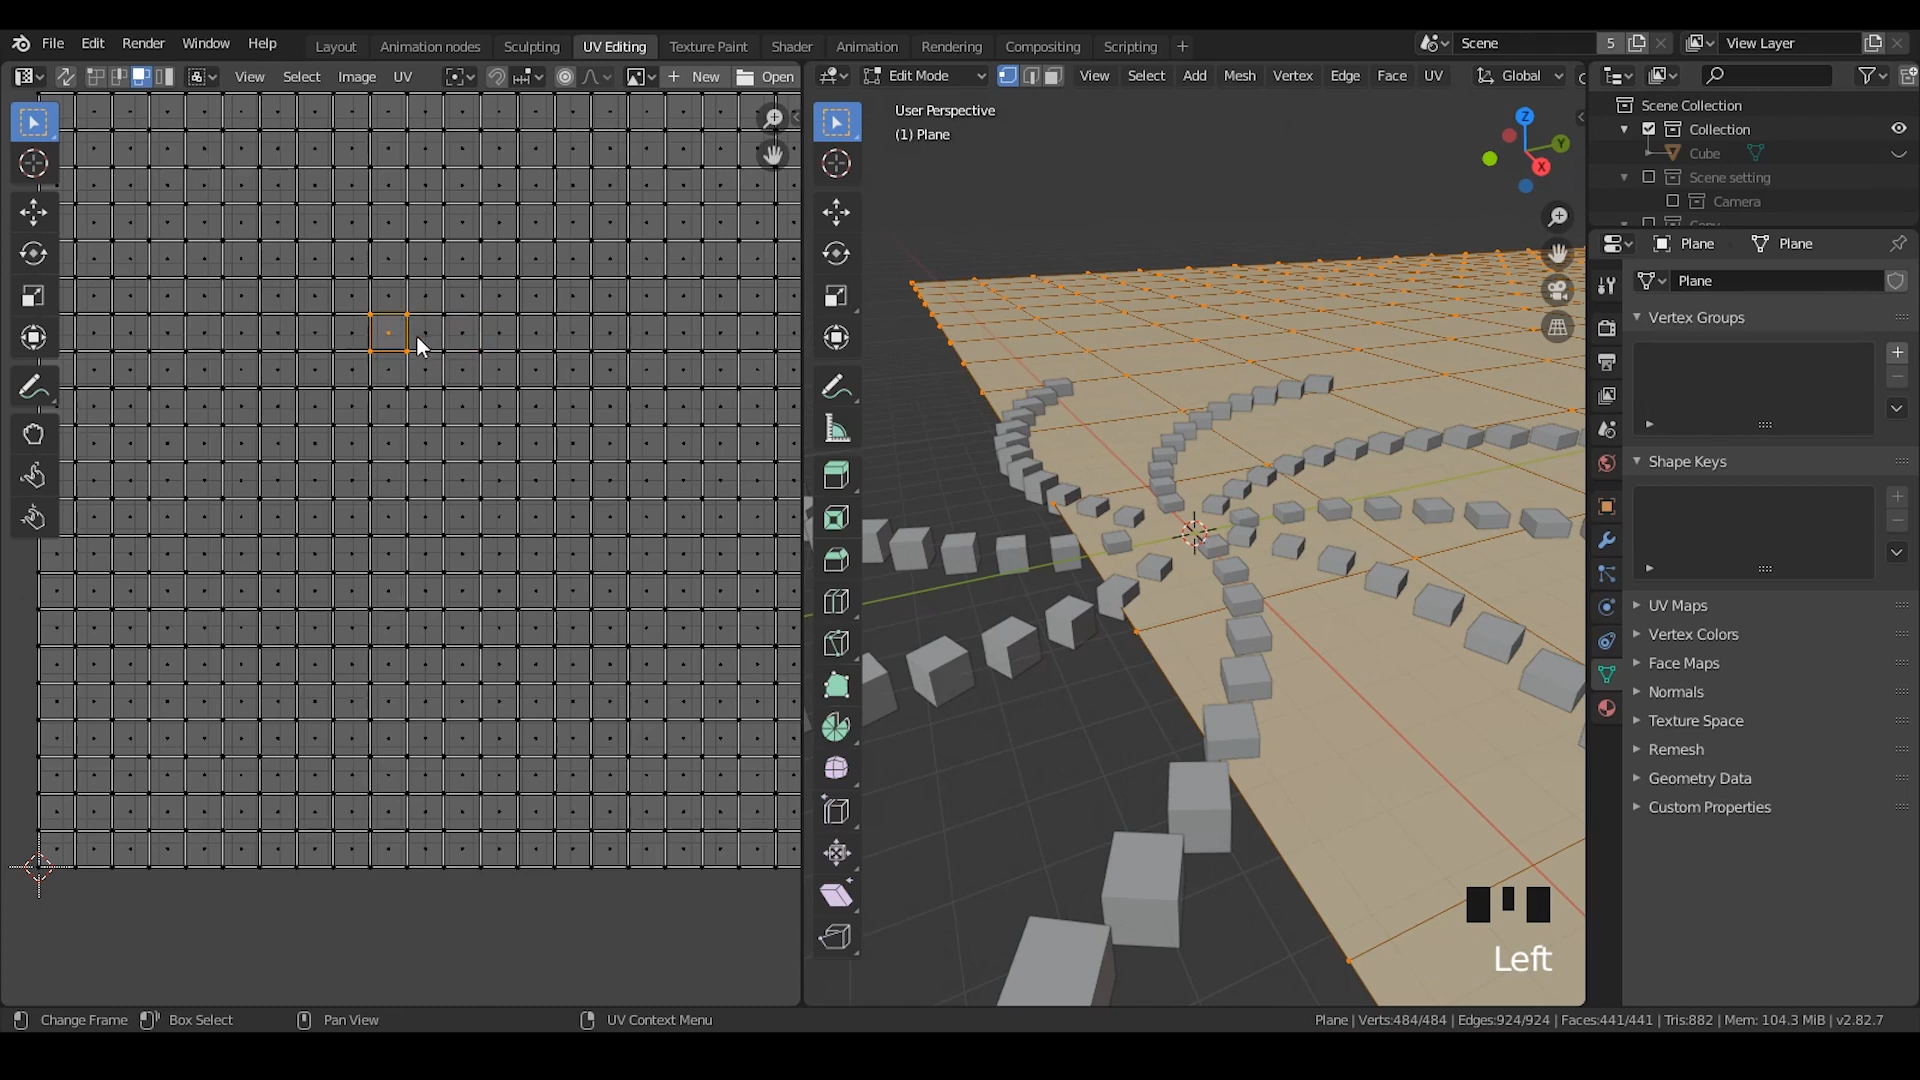 File Edit Render Window Help Layout Animation nodes Sculpting UV Editing Texture Paint Shader Animation Rendering Compositing Scripting + Scene 5 View Layer
View Select Image UV + New Open Edit Mode View Select Add Mesh Vertex Edge Face UV Global
User Perspective
(1) Plane
Z
Y
X
Scene Collection
Collection
Cube
Scene setting
Camera
Plane Plane
Plane
Vertex Groups
Shape Keys
UV Maps
Vertex Colors
Face Maps
Normals
Texture Space
Remesh
Geometry Data
Custom Properties
Left
Change Frame Box Select Pan View UV Context Menu Plane | Verts:484/484 | Edges:924/924 | Faces:441/441 | Tris:882 | Mem: 104.3 MiB | v2.82.7